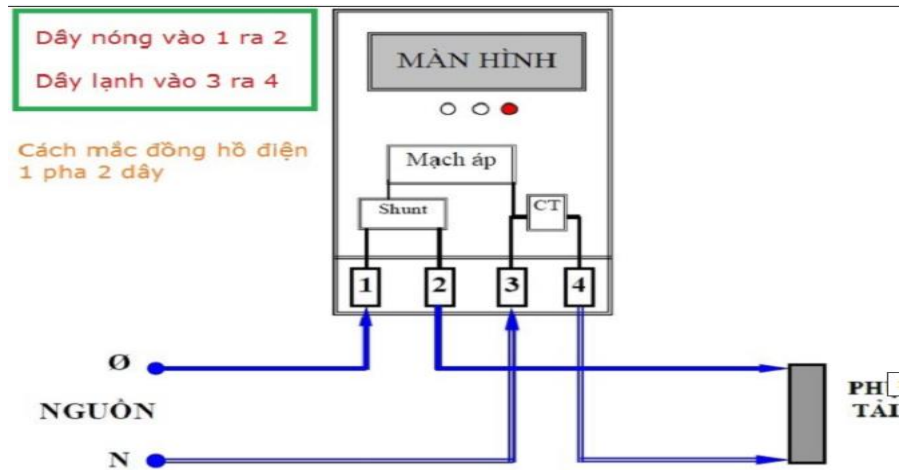 Dây nóng vào 1 ra 2
Dây lạnh vào 3 ra 4
Cách mắc đồng hồ điện
1 pha 2 dây
MÀN HÌNH
Mạch áp
Shunt
CT
1 2 3 4
Ø
NGUỒN
N
TẢI